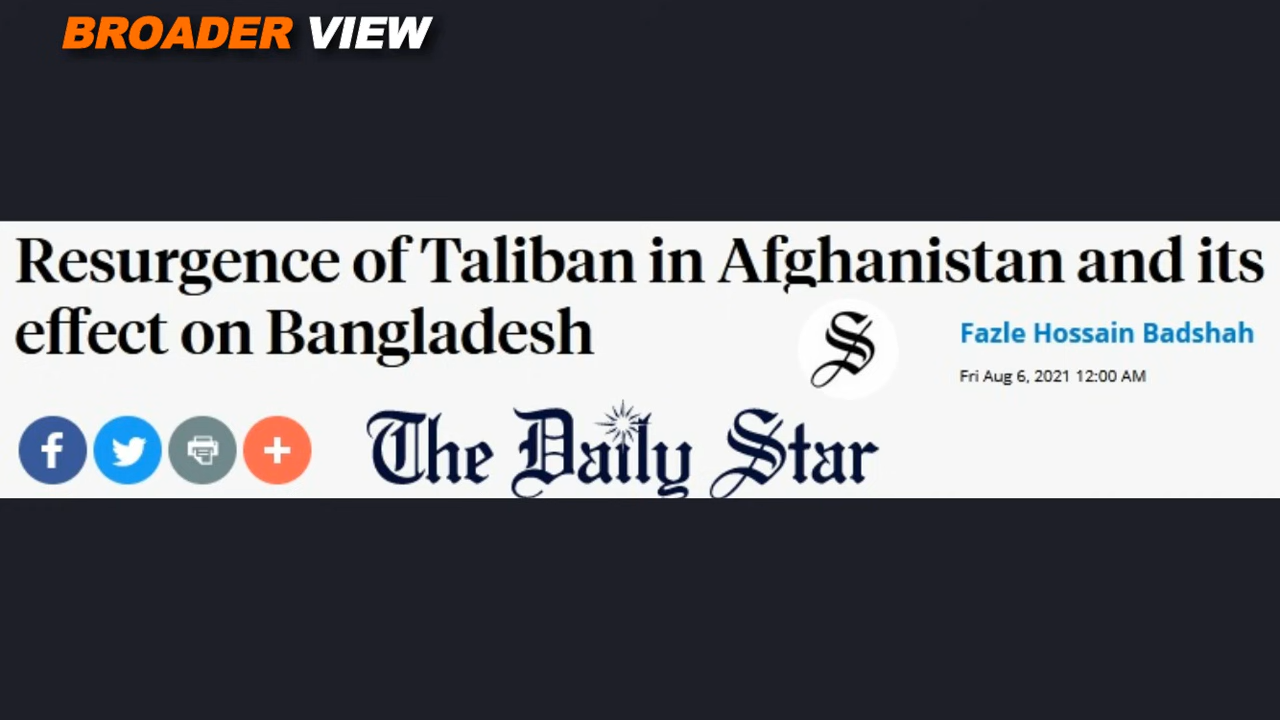 BROADER VIEW
Resurgence of Taliban in Afghanistan and its
effect on Bangladesh
Fazle Hossain Badshah
Fri Aug 6, 2021 12:00 AM
The Daily Star